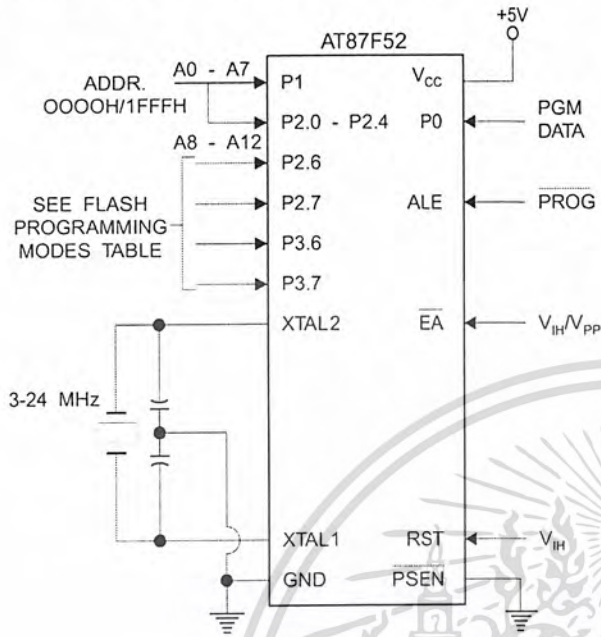 +5V
AT87F52
A0 - A7
ADDR.
OOOOH/1FFFH
P1
VCC
P2.0 - P2.4
P0
PGM
DATA
A8 - A12
P2.6
SEE FLASH
PROGRAMMING
MODES TABLE
P2.7
ALE
PROG
P3.6
P3.7
XTAL2
EA
VIH/VPP
3-24 MHz
XTAL1
RST
VIH
GND
PSEN